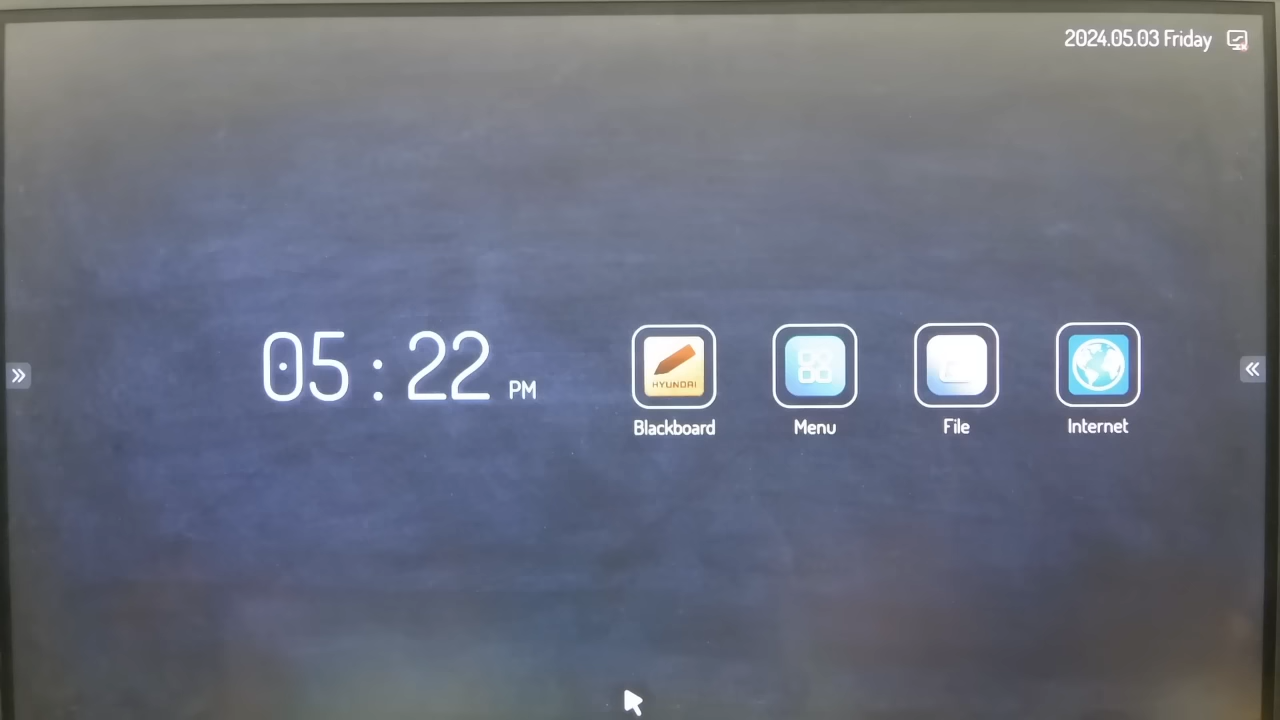 2024.05.03 Friday
05 : 22 PM
HYUNDAI
Blackboard
Menu
File
Internet